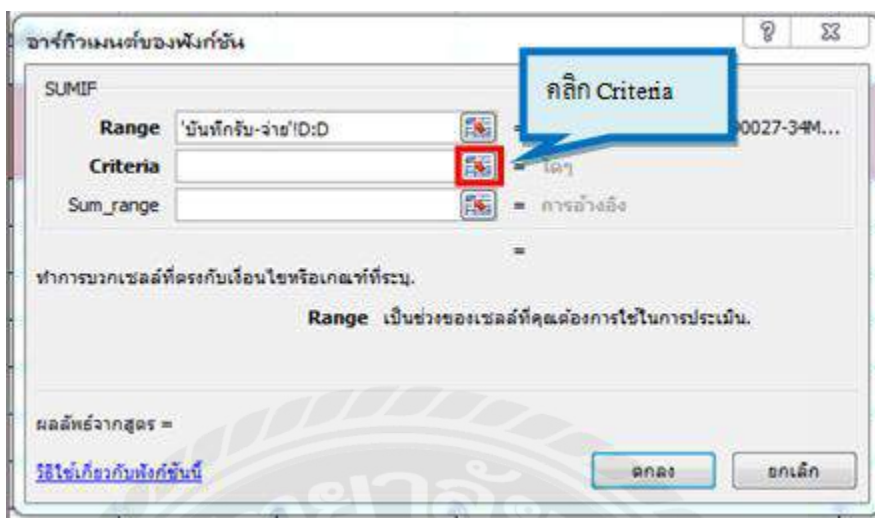 อาร์กิวเมนต์ของฟังก์ชัน
SUMIF
คลิก Criteria
Range 'บันทึกรับ-จ่าย'!D:D = 0027-34M...
Criteria = ใดๆ
Sum_range = การอ้างอิง
=
ทำการบวกเซลล์ที่ตรงกับเงื่อนไขหรือเกณฑ์ที่ระบุ.
Range เป็นช่วงของเซลล์ที่คุณต้องการใช้ในการประเมิน.
ผลลัพธ์จากสูตร =
วิธีใช้เกี่ยวกับฟังก์ชันนี้
ตกลง ยกเลิก